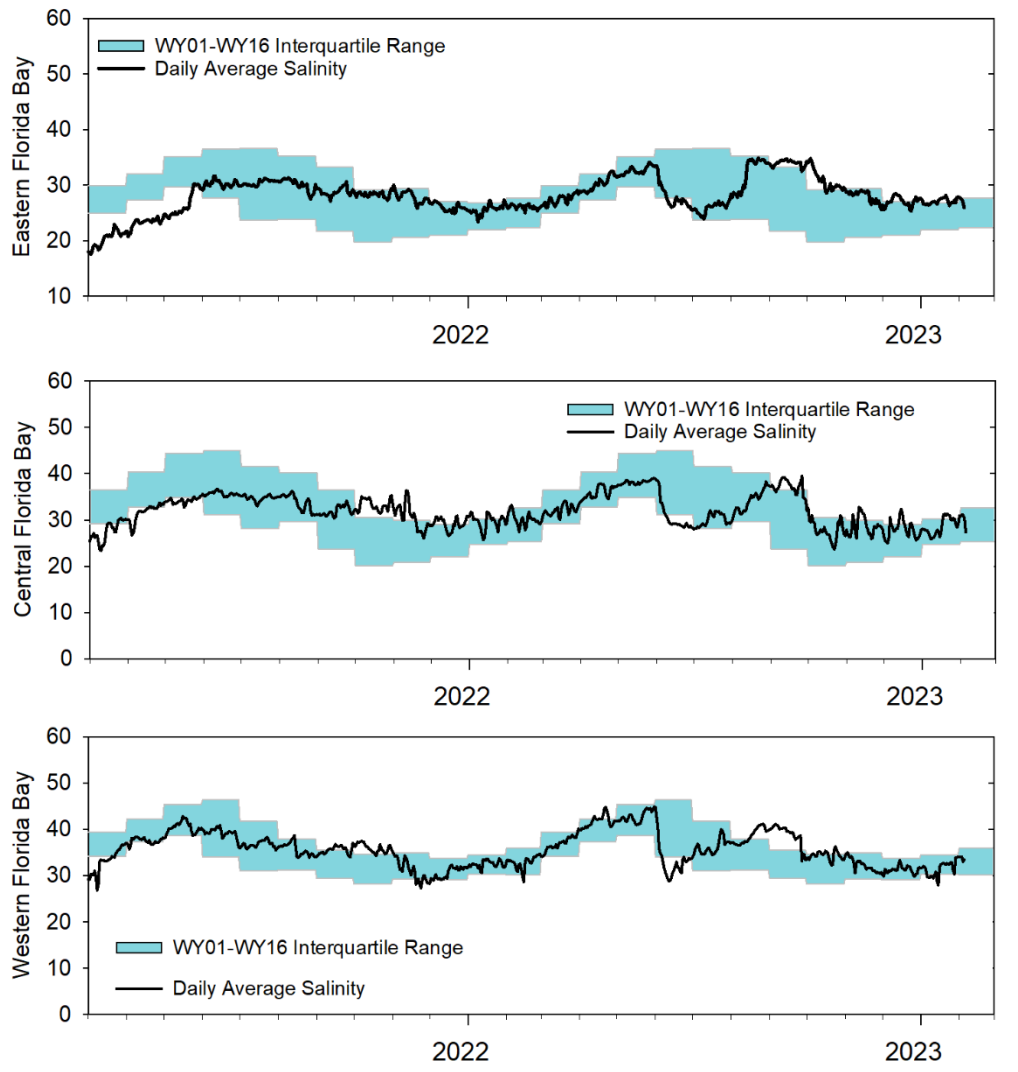 Eastern Florida Bay
60
50
40
30
20
10
WY01-WY16 Interquartile Range
Daily Average Salinity
2022
2023
Central Florida Bay
60
50
40
30
20
10
0
WY01-WY16 Interquartile Range
Daily Average Salinity
2022
2023
Western Florida Bay
60
50
40
30
20
10
0
WY01-WY16 Interquartile Range
Daily Average Salinity
2022
2023